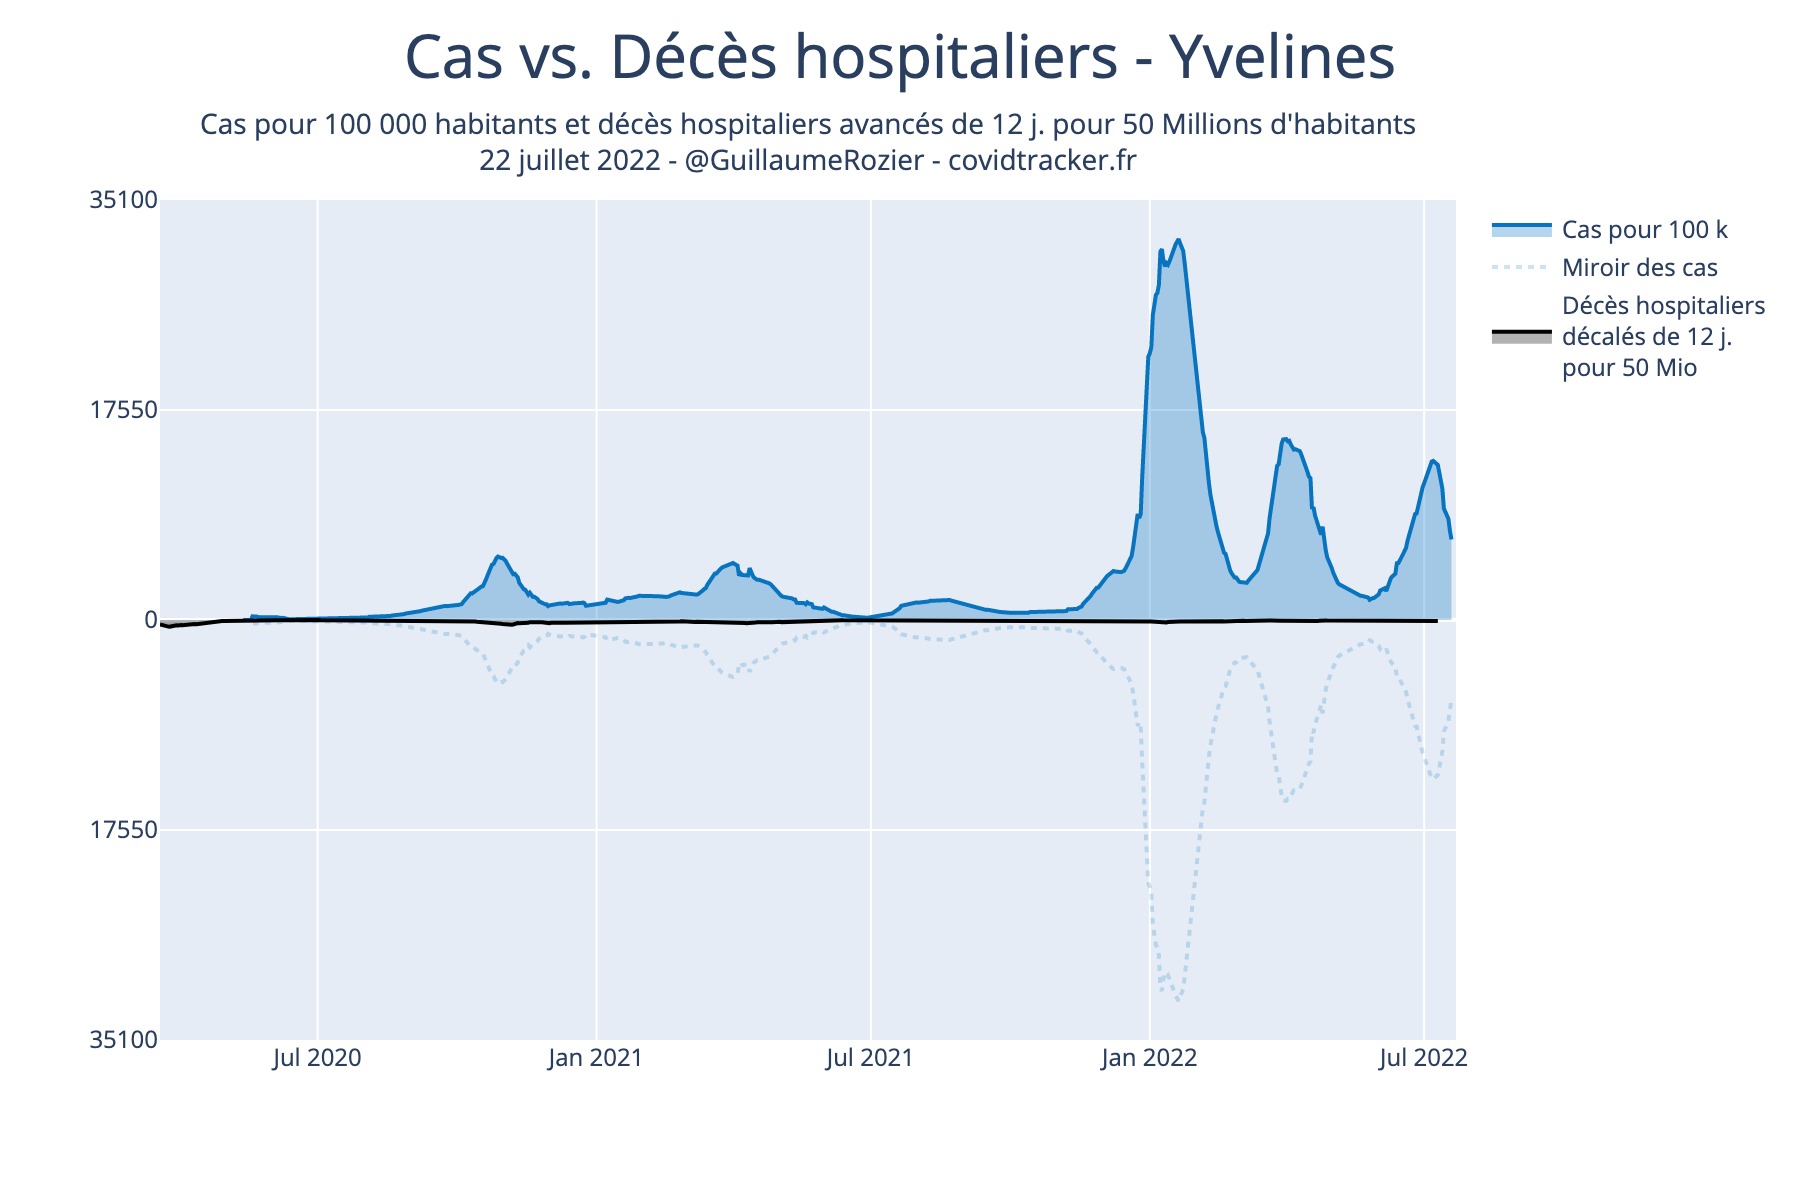 Cas vs. Décès hospitaliers - Yvelines
Cas pour 100 000 habitants et décès hospitaliers avancés de 12 j. pour 50 Millions d'habitants
22 juillet 2022 - @GuillaumeRozier - covidtracker.fr
35100
17550
0
17550
35100
Jul 2020
Jan 2021
Jul 2021
Jan 2022
Jul 2022
Cas pour 100 k
Miroir des cas
Décès hospitaliers
décalés de 12 j.
pour 50 Mio